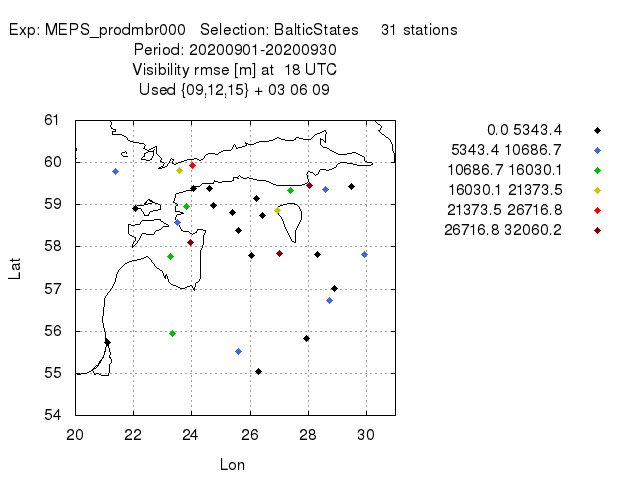 Exp: MEPS_prodmbr000   Selection: BalticStates     31 stations
Period: 20200901-20200930
Visibility rmse [m] at  18 UTC
Used {09,12,15} + 03 06 09
61
60
59
58
57
56
55
54
Lat
20 22 24 26 28 30
Lon
0.0 5343.4
5343.4 10686.7
10686.7 16030.1
16030.1 21373.5
21373.5 26716.8
26716.8 32060.2